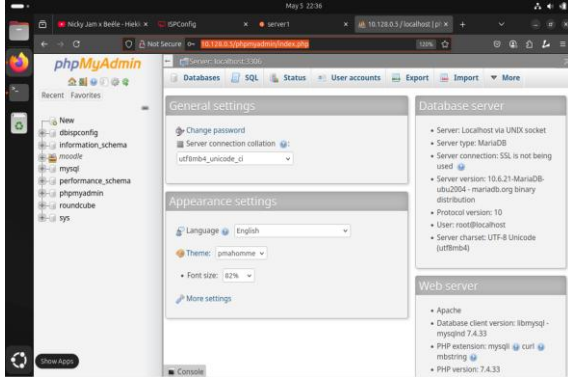 May 5 22:36
Nicky Jam x Beéle - Hiekl
ISPConfig
server1
10.128.0.5 / localhost | p
Not Secure
10.128.0.5/phpmyadmin/index.php
120%
phpMyAdmin
Recent Favorites
New
dbispconfig
information_schema
moodle
mysql
performance_schema
phpmyadmin
roundcube
sys
Server: localhost:3306
Databases SQL Status User accounts Export Import More
General settings
Change password
Server connection collation
utf8mb4_unicode_ci
Appearance settings
Language English
Theme: pmahomme
Font size: 82%
More settings
Database server
Server: Localhost via UNIX socket
Server type: MariaDB
Server connection: SSL is not being
used
Server version: 10.6.21-MariaDB-
ubu2004 - mariadb.org binary
distribution
Protocol version: 10
User: root@localhost
Server charset: UTF-8 Unicode
(utf8mb4)
Web server
Apache
Database client version: libmysql -
mysqlnd 7.4.33
PHP extension: mysqli curl
mbstring
PHP version: 7.4.33
Console
Show Apps